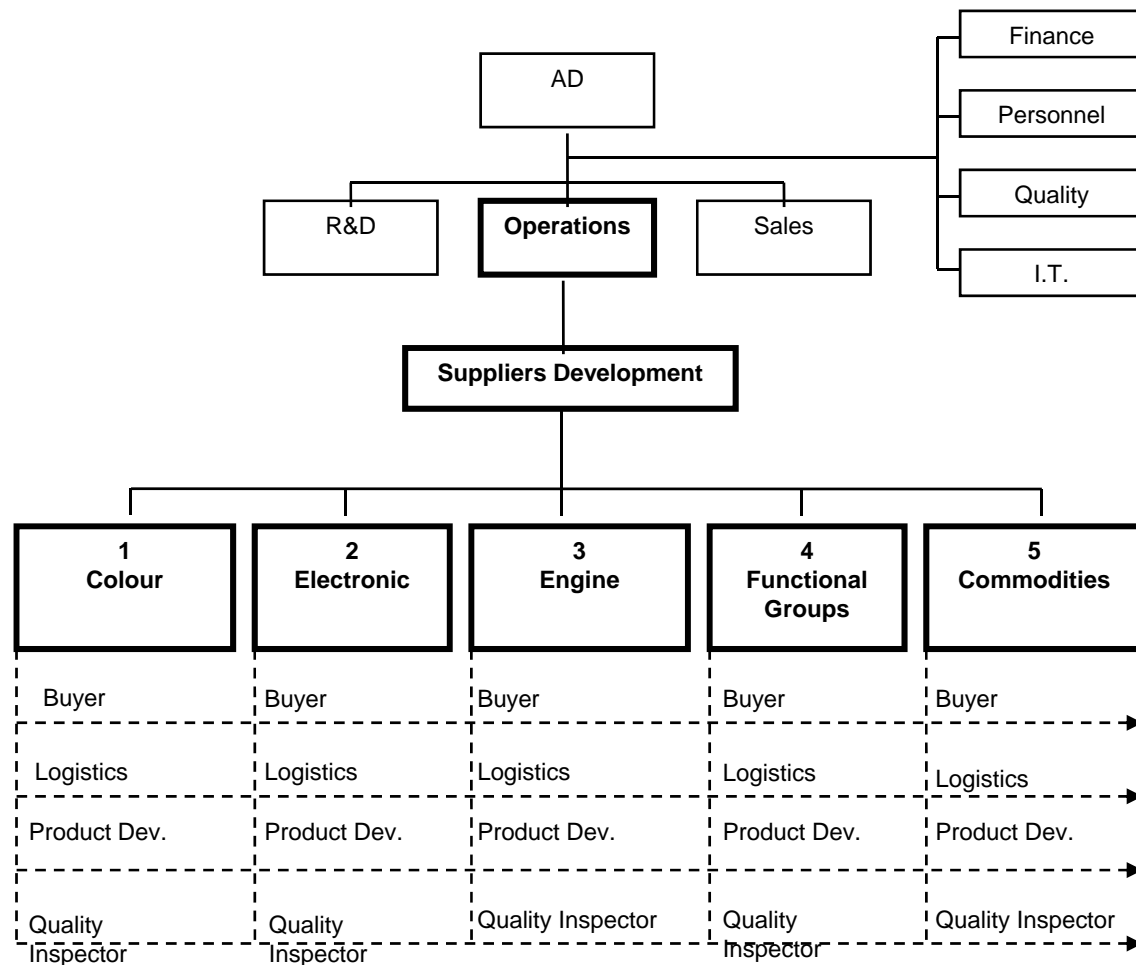 Finance
AD
Personnel
Quality
R&D
Operations
Sales
I.T.
Suppliers Development
1
Colour
2
Electronic
3
Engine
4
Functional
Groups
5
Commodities
Buyer
Buyer
Buyer
Buyer
Buyer
Logistics
Logistics
Logistics
Logistics
Logistics
Product Dev.
Product Dev.
Product Dev.
Product Dev.
Product Dev.
Quality
Inspector
Quality
Inspector
Quality Inspector
Quality
Inspector
Quality Inspector